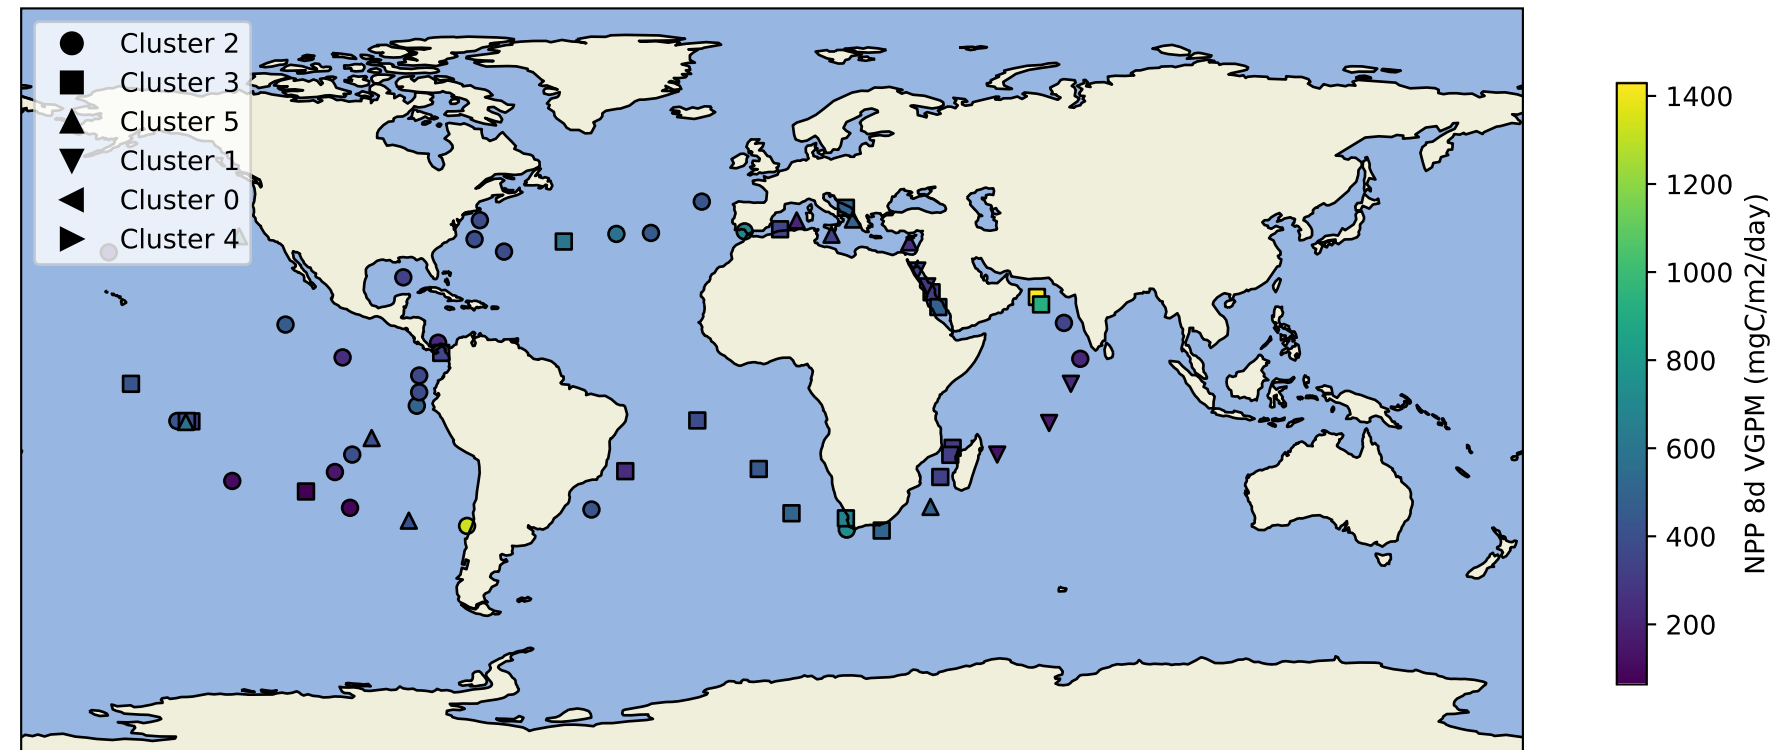 Cluster 2
Cluster 3
Cluster 5
Cluster 1
Cluster 0
Cluster 4
1400
1200
1000
800
600
400
200
NPP 8d VGPM (mgC/m2/day)